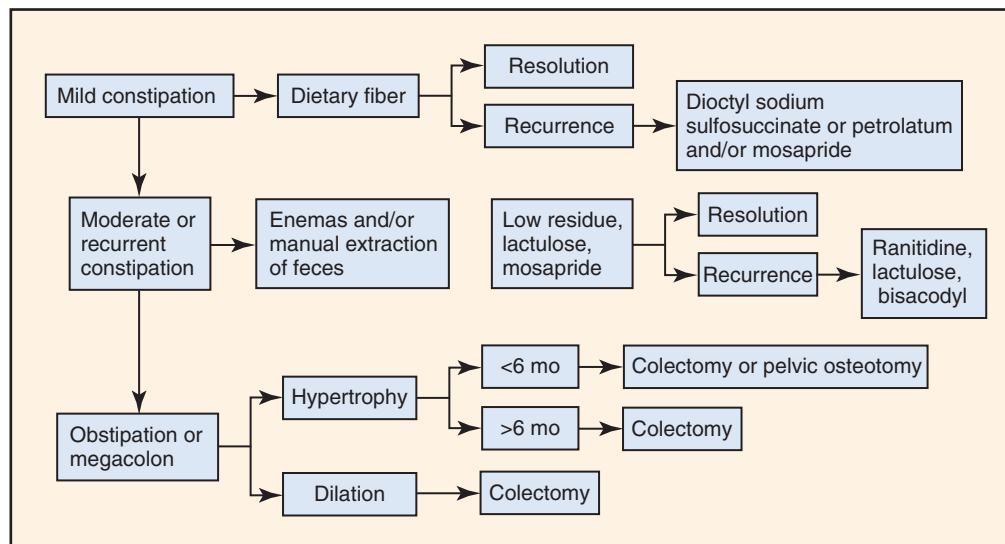 Mild constipation
Dietary fiber
Resolution
Recurrence
Dioctyl sodium
sulfosuccinate or petrolatum
and/or mosapride
Moderate or
recurrent
constipation
Enemas and/or
manual extraction
of feces
Low residue,
lactulose,
mosapride
Resolution
Recurrence
Ranitidine,
lactulose,
bisacodyl
Obstipation or
megacolon
Hypertrophy
<6 mo
Colectomy or pelvic osteotomy
>6 mo
Colectomy
Dilation
Colectomy